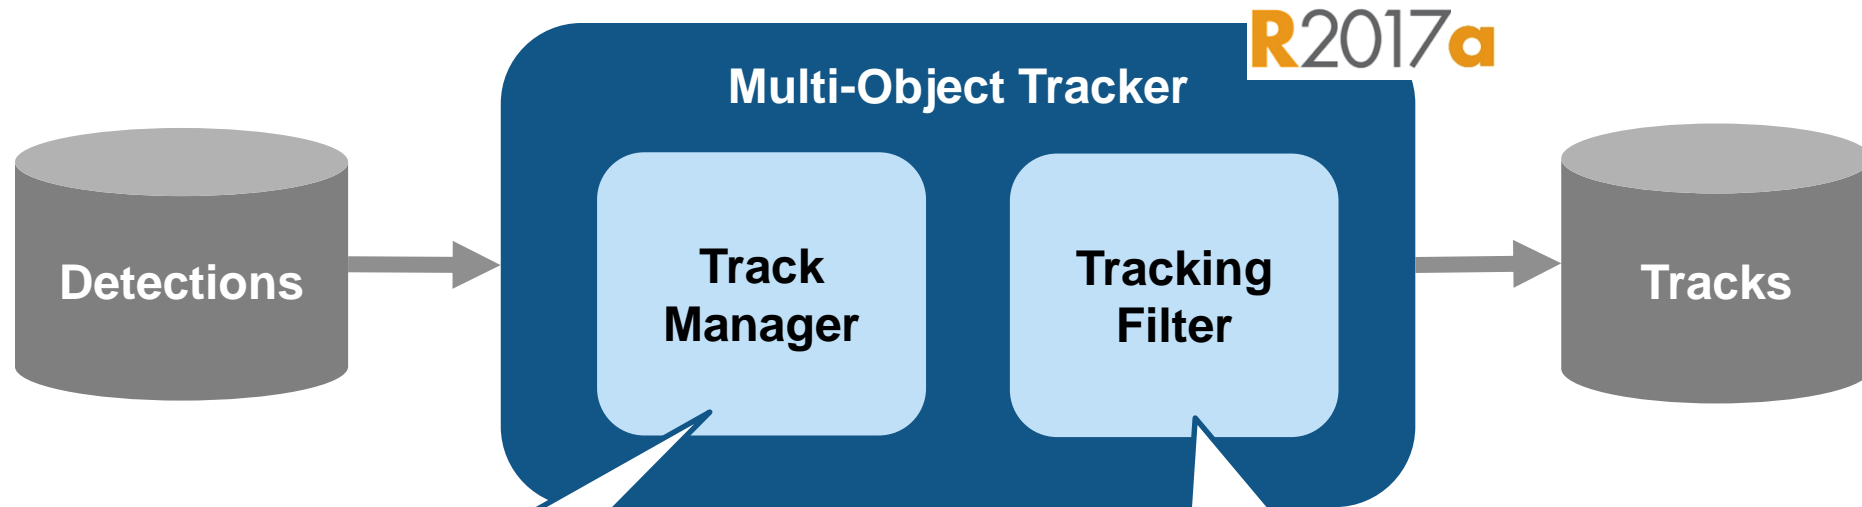 R2017a
Multi-Object Tracker
Detections
Track
Manager
Tracking
Filter
Tracks